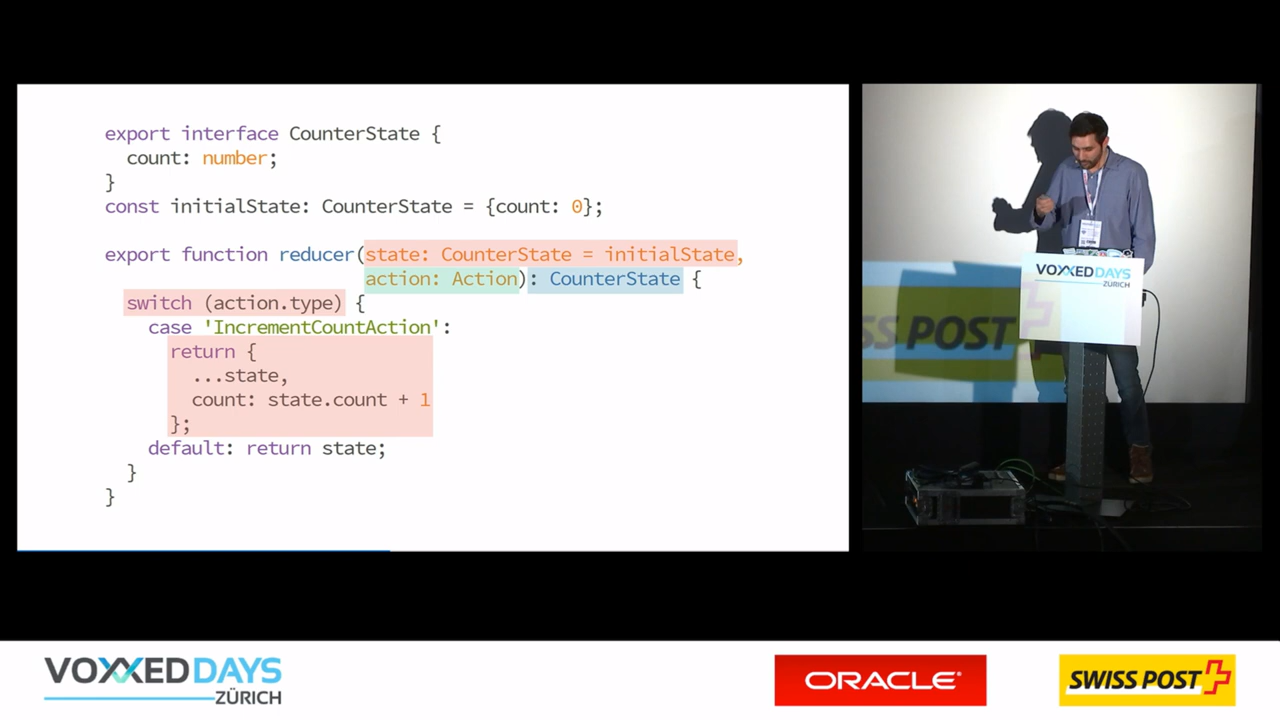 export interface CounterState {
  count: number;
}
const initialState: CounterState = {count: 0};

export function reducer(state: CounterState = initialState,
                        action: Action): CounterState {
  switch (action.type) {
    case 'IncrementCountAction':
      return {
        ...state,
        count: state.count + 1
      };
    default: return state;
  }
}
VOXXED DAYS
ZÜRICH
SS POST
VOXXED DAYS
ZÜRICH
ORACLE®
SWISS POST